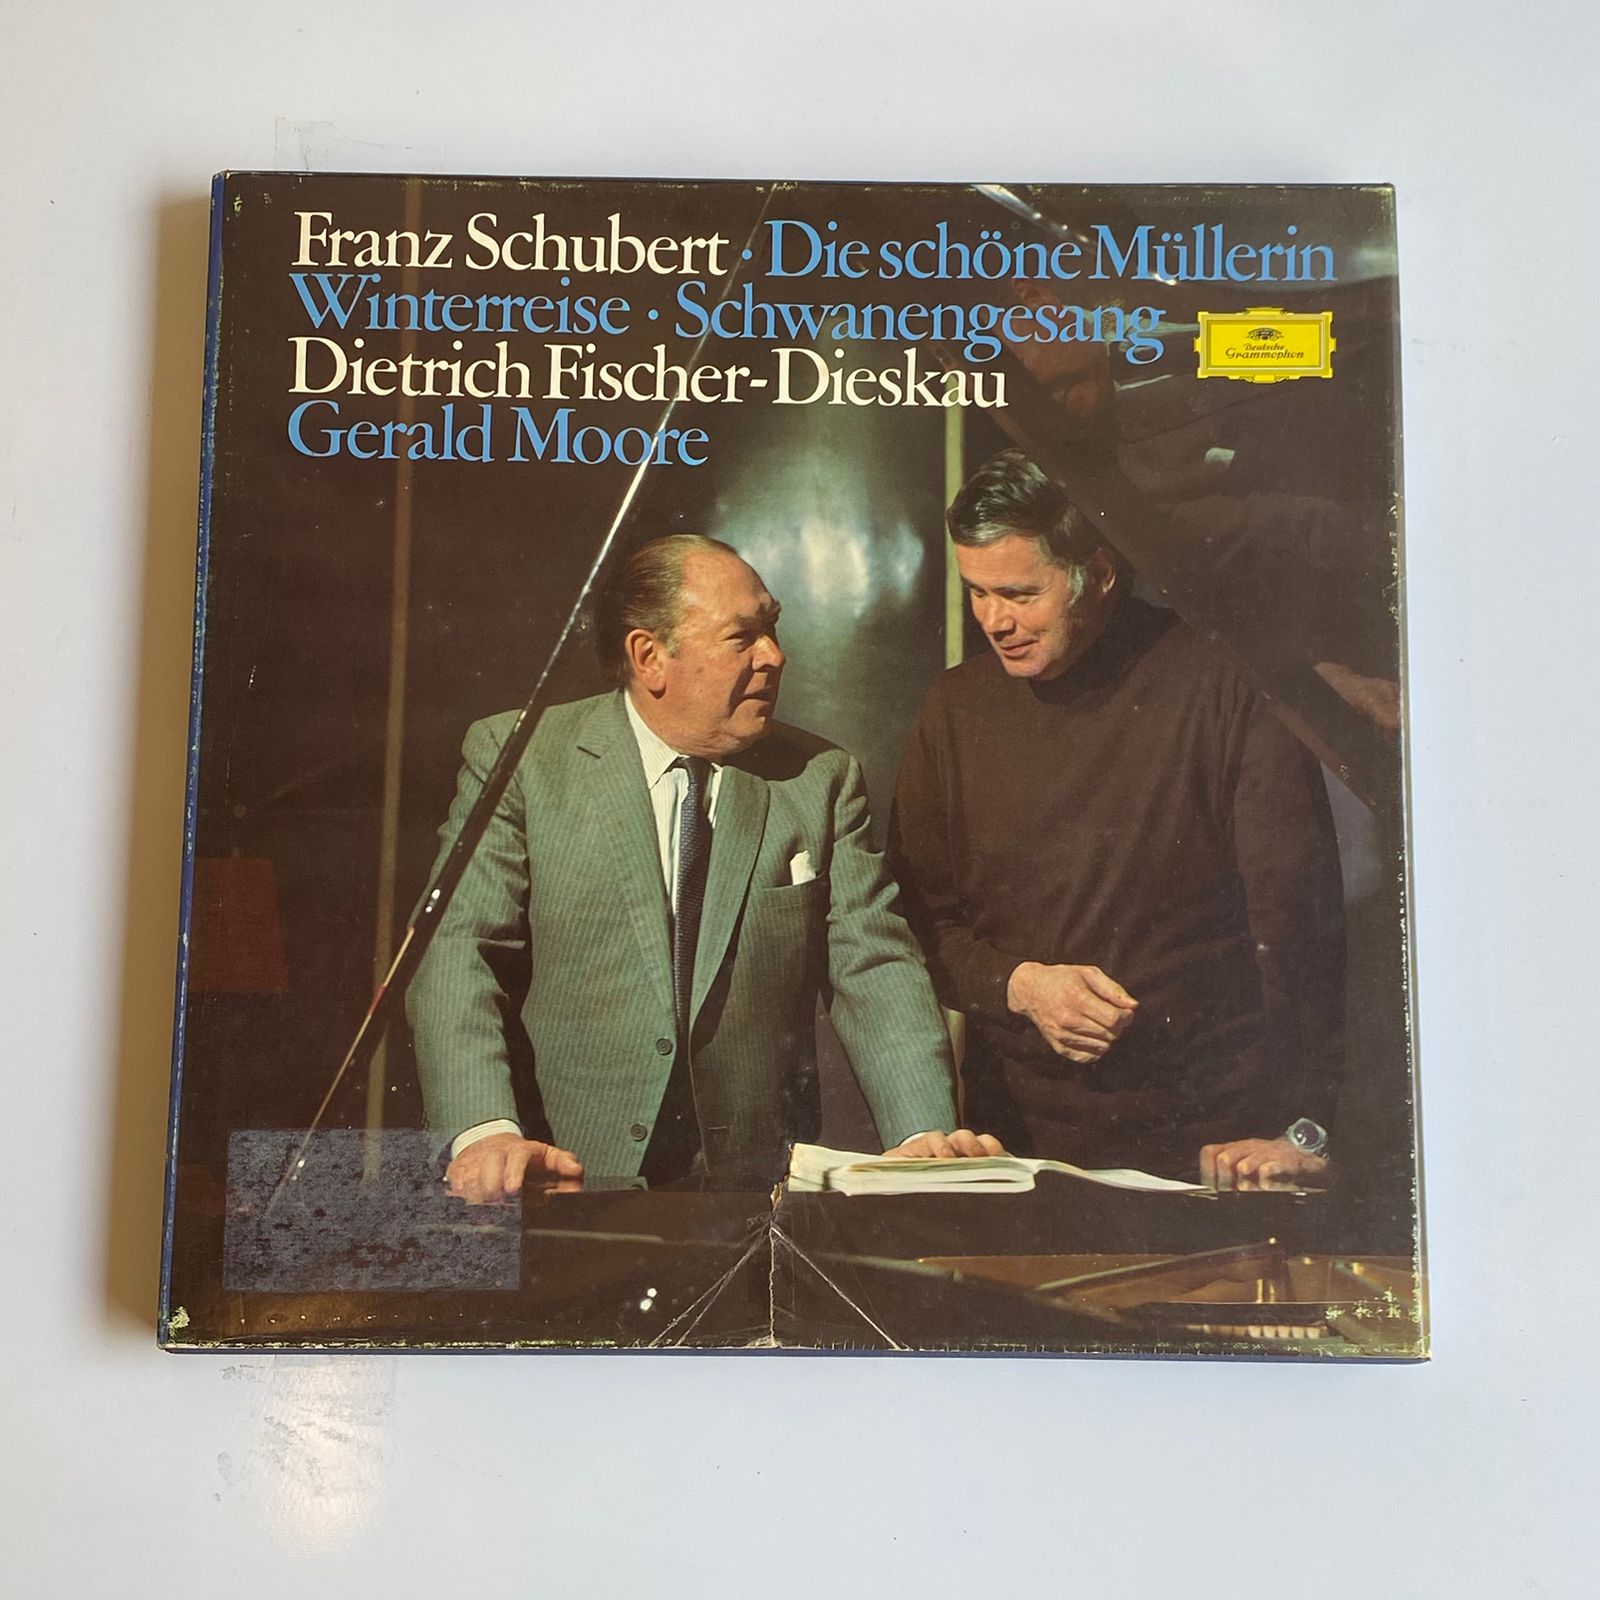 Franz Schubert · Die schöne Müllerin
Winterreise · Schwanengesang
Dietrich Fischer-Dieskau
Gerald Moore
Deutsche
Grammophon